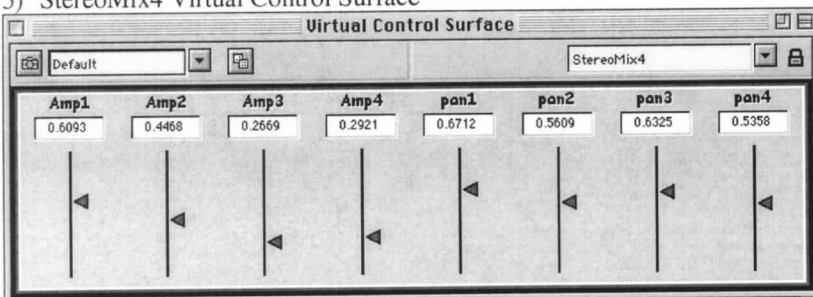 StereoMix4 Virtual Control Surface
Virtual Control Surface
Default
StereoMix4
Amp1 Amp2 Amp3 Amp4 pan1 pan2 pan3 pan4
0.6093 0.4468 0.2669 0.2921 0.6712 0.5609 0.6325 0.5358